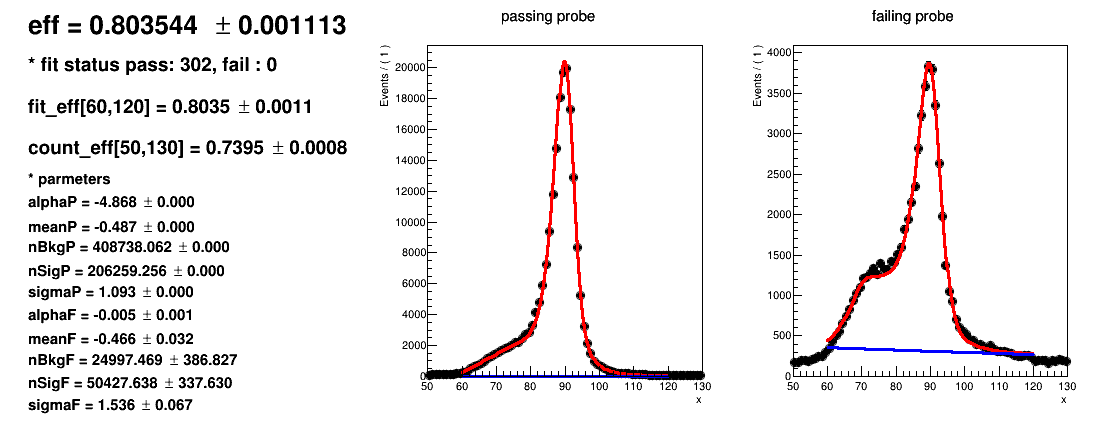 eff = 0.803544 ± 0.001113
* fit status pass: 302, fail : 0
fit_eff[60,120] = 0.8035 ± 0.0011
count_eff[50,130] = 0.7395 ± 0.0008
* parmeters
alphaP = -4.868 ± 0.000
meanP = -0.487 ± 0.000
nBkgP = 408738.062 ± 0.000
nSigP = 206259.256 ± 0.000
sigmaP = 1.093 ± 0.000
alphaF = -0.005 ± 0.001
meanF = -0.466 ± 0.032
nBkgF = 24997.469 ± 386.827
nSigF = 50427.638 ± 337.630
sigmaF = 1.536 ± 0.067
passing probe
Events / ( 1 )
20000
18000
16000
14000
12000
10000
8000
6000
4000
2000
0
50 60 70 80 90 100 110 120 130
x
failing probe
Events / ( 1 )
4000
3500
3000
2500
2000
1500
1000
500
0
50 60 70 80 90 100 110 120 130
x